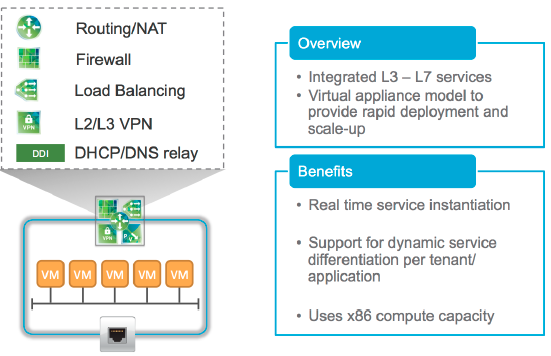 Routing/NAT
Firewall
Load Balancing
VPN
L2/L3 VPN
DDI
DHCP/DNS relay
VPN
VM
VM
VM
VM
VM
Overview
• Integrated L3 – L7 services
• Virtual appliance model to
provide rapid deployment and
scale-up
Benefits
• Real time service instantiation
• Support for dynamic service
differentiation per tenant/
application
• Uses x86 compute capacity